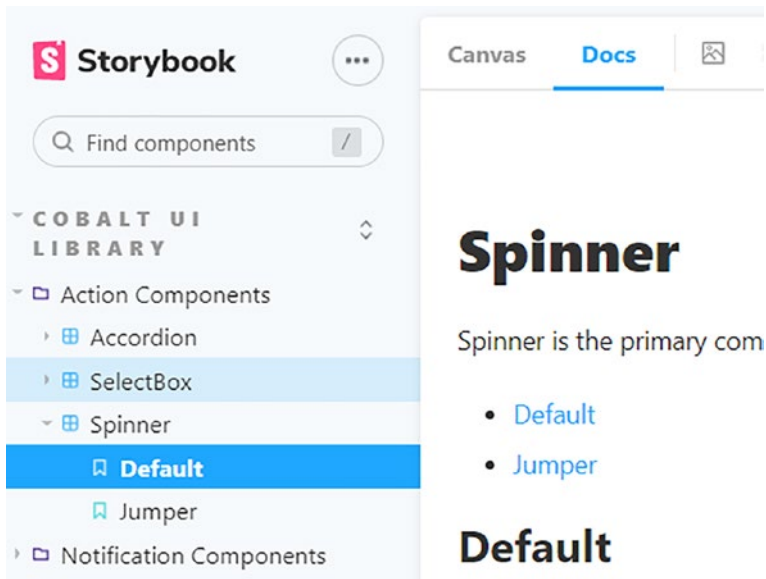 Storybook
Find components /
COBALT UI
LIBRARY
Action Components
Accordion
SelectBox
Spinner
Default
Jumper
Notification Components
Canvas Docs
Spinner
Spinner is the primary
Default
Jumper
Default